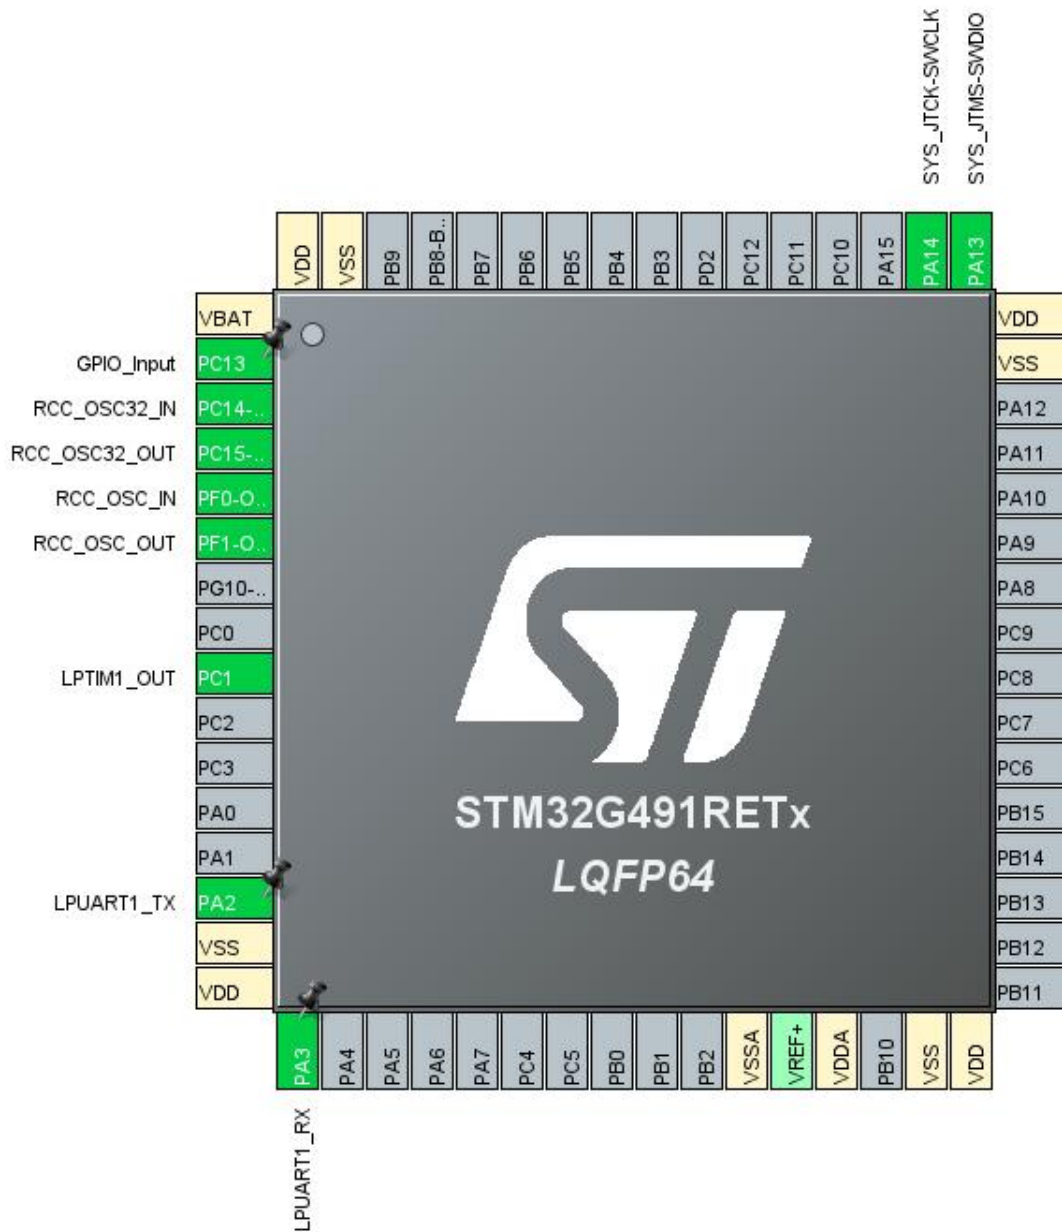 SYS_JTCK-SWCLK
SYS_JTMS-SWDIO
VDD
VSS
PB9
PB8-B..
PB7
PB6
PB5
PB4
PB3
PD2
PC12
PC11
PC10
PA15
PA14
PA13
VBAT
GPIO_Input PC13
RCC_OSC32_IN PC14-..
RCC_OSC32_OUT PC15-..
RCC_OSC_IN PF0-O..
RCC_OSC_OUT PF1-O..
PG10-..
PC0
LPTIM1_OUT PC1
PC2
PC3
PA0
PA1
LPUART1_TX PA2
VSS
VDD
ST
STM32G491RETx
LQFP64
VDD
VSS
PA12
PA11
PA10
PA9
PA8
PC9
PC8
PC7
PC6
PB15
PB14
PB13
PB12
PB11
PA3
PA4
PA5
PA6
PA7
PC4
PC5
PB0
PB1
PB2
VSSA
VREF+
VDDA
PB10
VSS
VDD
LPUART1_RX